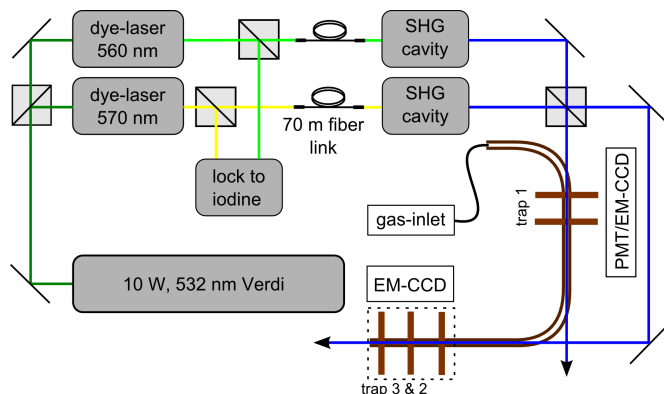 dye-laser
560 nm
SHG
cavity
dye-laser
570 nm
SHG
cavity
70 m fiber
link
lock to
iodine
trap 1
PMT/EM-CCD
gas-inlet
10 W, 532 nm Verdi
EM-CCD
trap 3 & 2